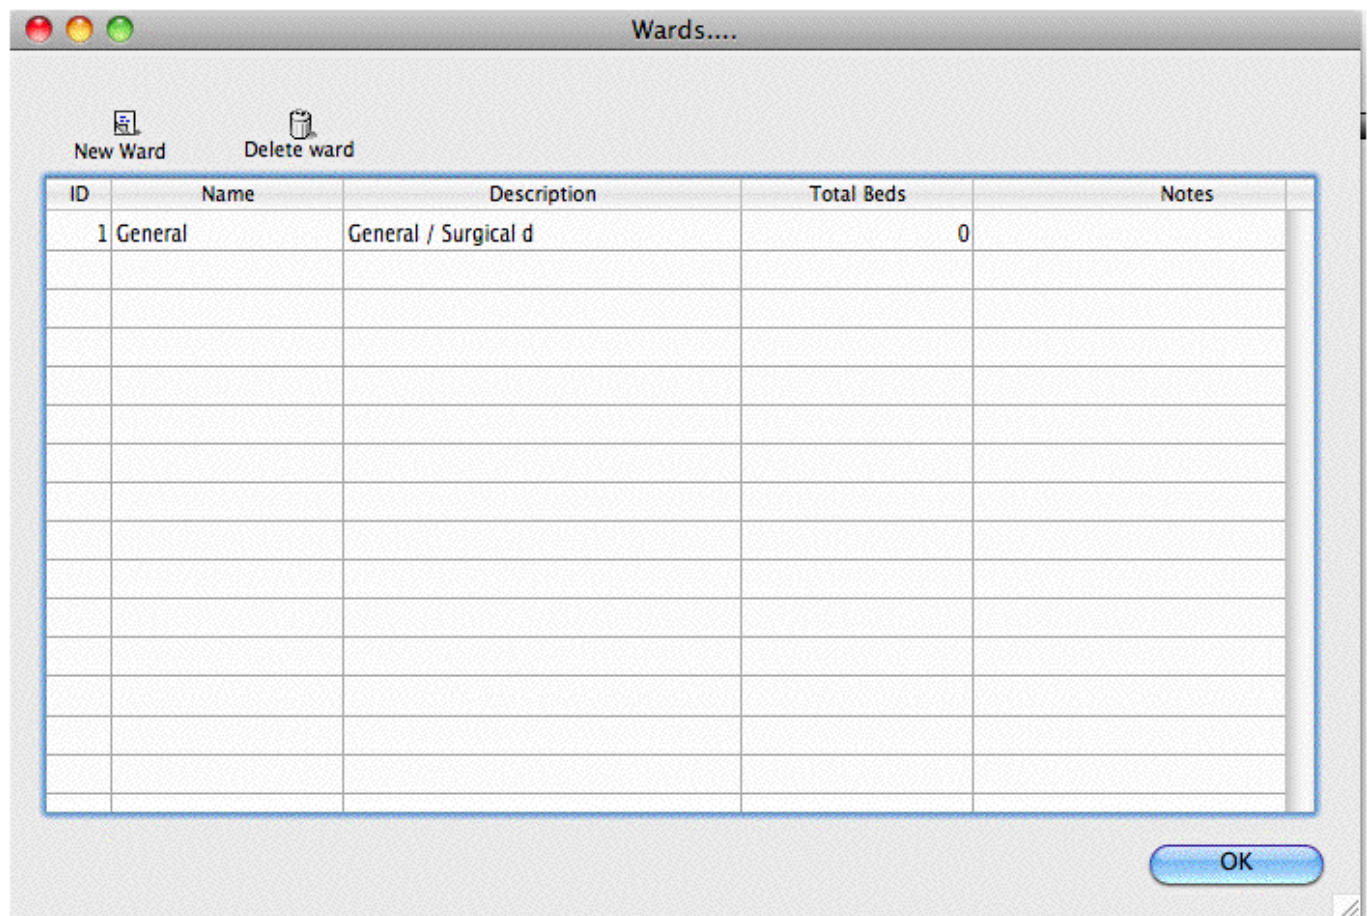 Wards....
New Ward Delete ward
ID Name Description Total Beds Notes
1 General General / Surgical d 0
OK